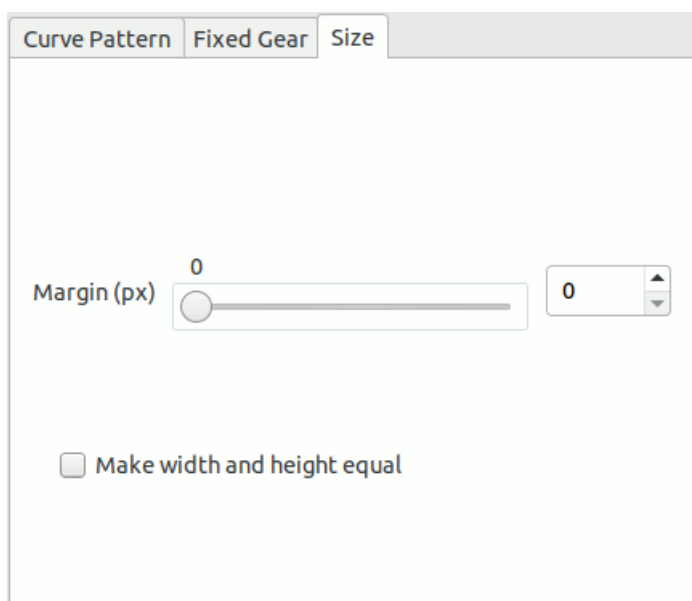 Curve Pattern Fixed Gear Size
0
Margin (px) 0
Make width and height equal